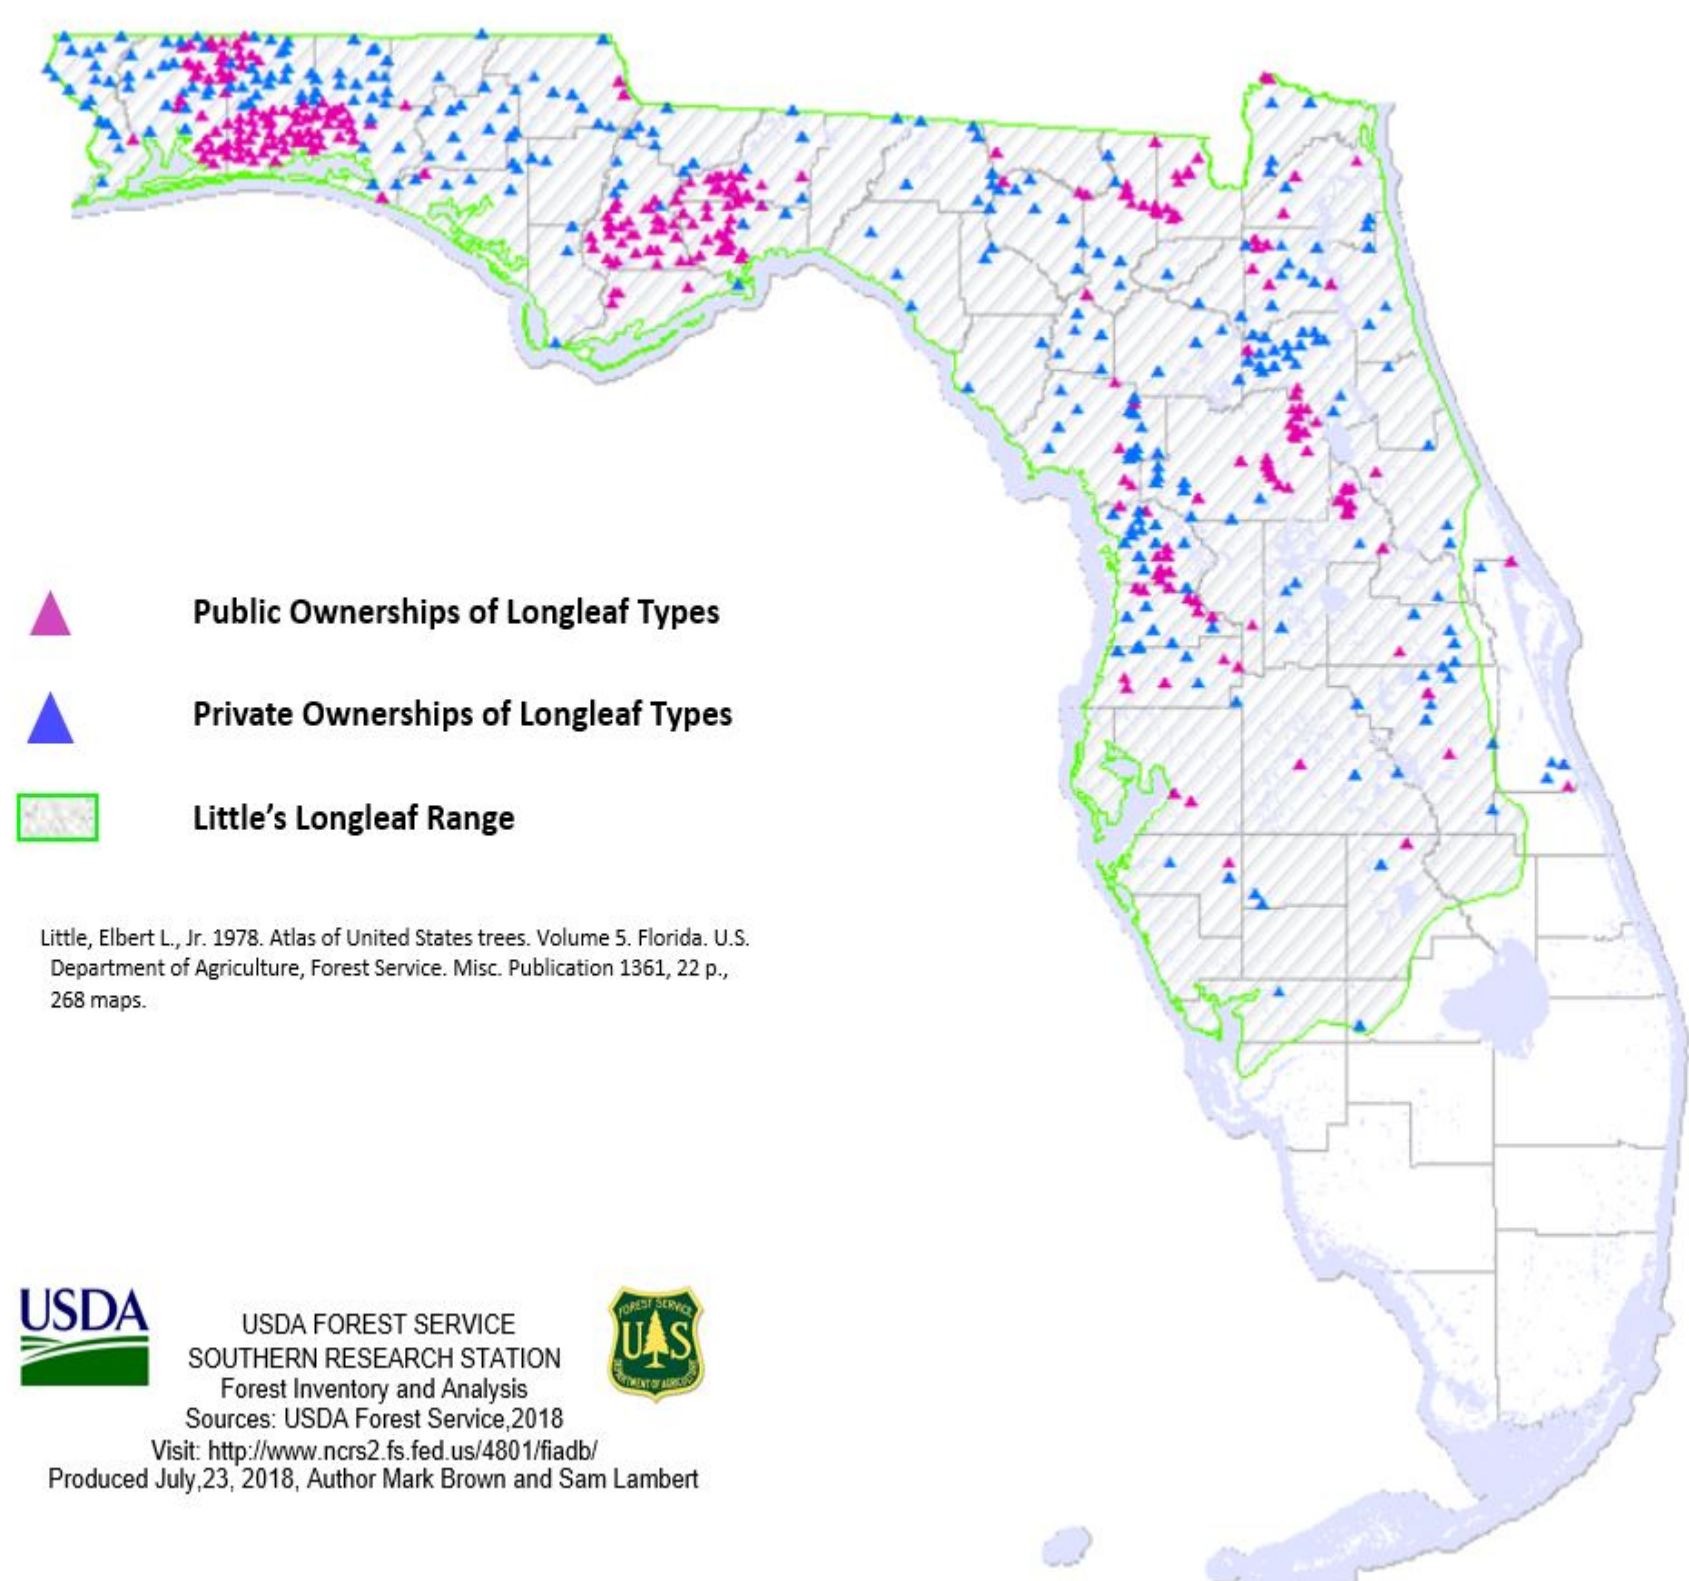 Public Ownerships of Longleaf Types
Private Ownerships of Longleaf Types
Little's Longleaf Range
Little, Elbert L., Jr. 1978. Atlas of United States trees. Volume 5. Florida. U.S.
Department of Agriculture, Forest Service. Misc. Publication 1361, 22 p.,
268 maps.
USDA
USDA FOREST SERVICE
SOUTHERN RESEARCH STATION
Forest Inventory and Analysis
Sources: USDA Forest Service,2018
Visit: http://www.ncrs2.fs.fed.us/4801/fiadb/
Produced July,23, 2018, Author Mark Brown and Sam Lambert
FOREST SERVICE
U S
DEPARTMENT OF AGRICULTURE